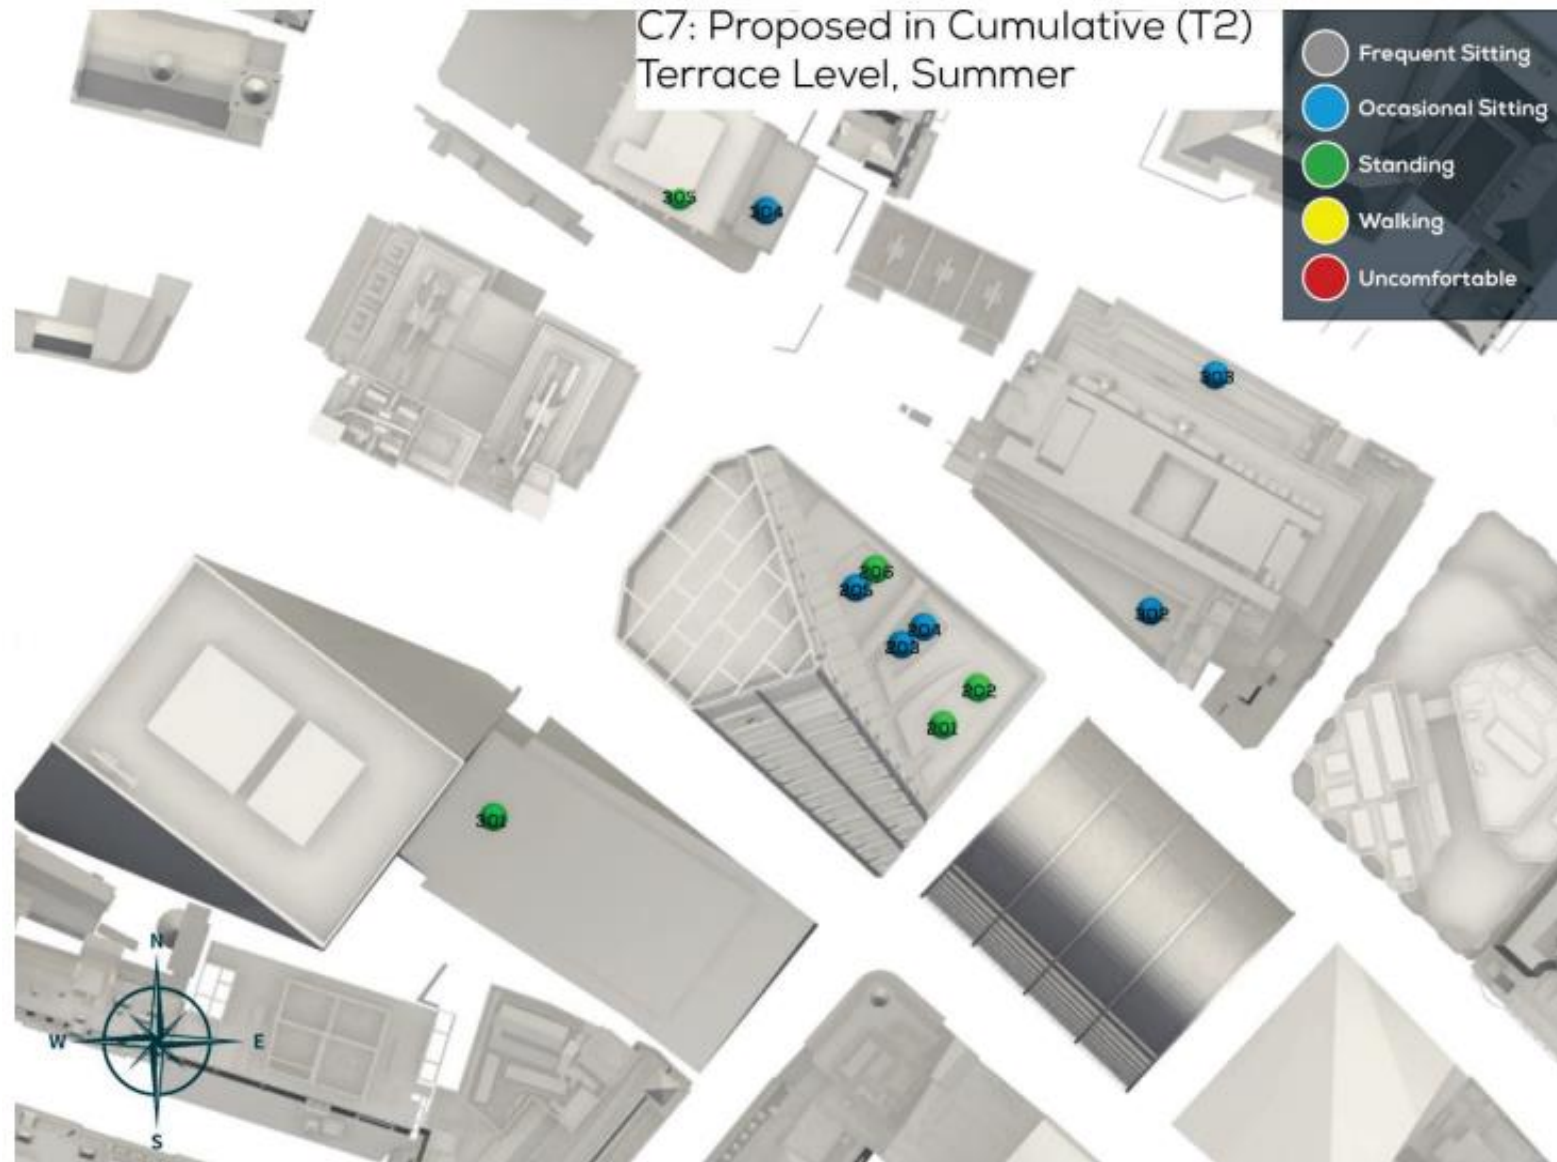 C7: Proposed in Cumulative (T2)
Terrace Level, Summer
Frequent Sitting
Occasional Sitting
Standing
Walking
Uncomfortable
305
304
303
206
205
302
204
203
202
201
301
N
W
E
S